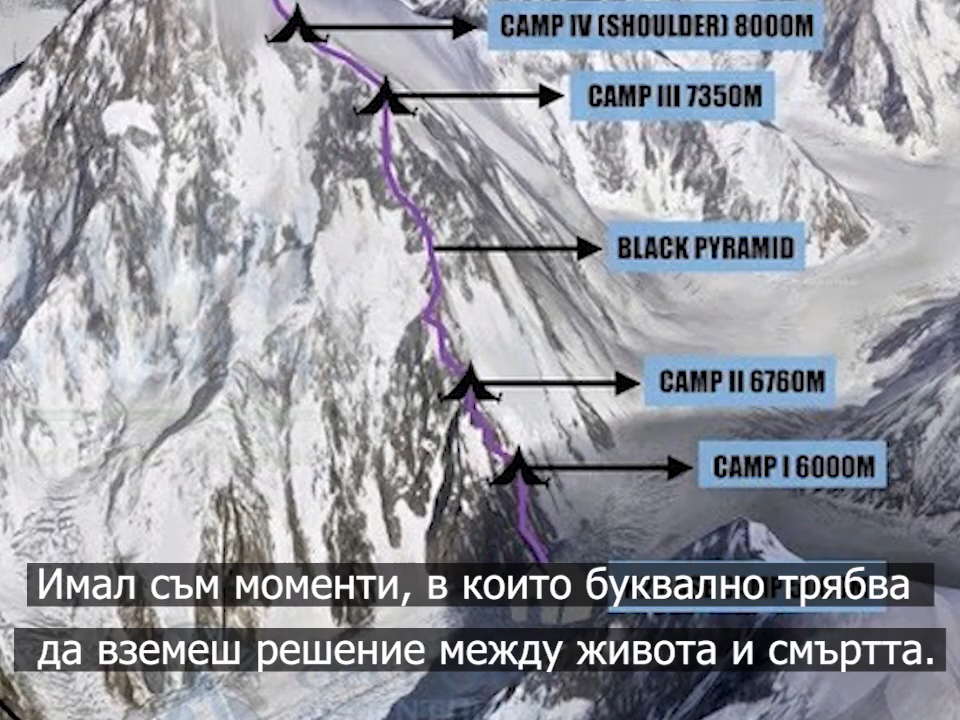 CAMP IV (SHOULDER) 8000M
CAMP III 7350M
BLACK PYRAMID
CAMP II 6760M
CAMP I 6000M
Имал съм моменти, в които буквално трябва
да вземеш решение между живота и смъртта.